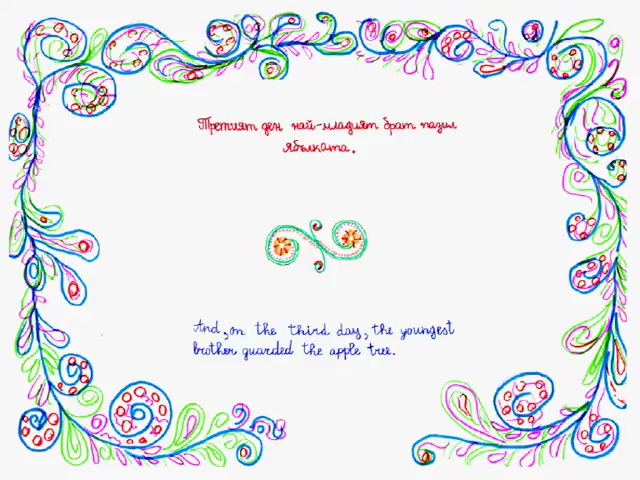 Третият ден най-младият брат пазил
ябълката.
And, on the third day, the youngest
brother guarded the apple tree.